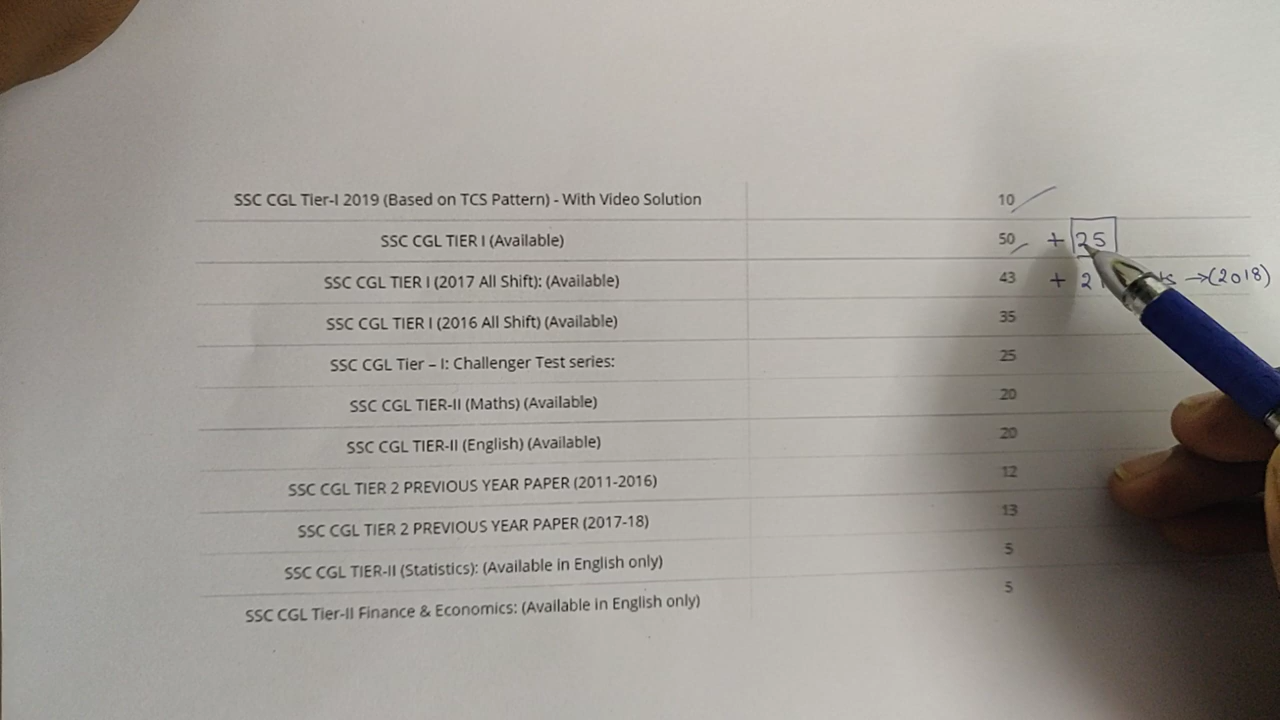 SSC CGL Tier-I 2019 (Based on TCS Pattern) - With Video Solution 10
SSC CGL TIER I (Available) 50 + 25
SSC CGL TIER I (2017 All Shift): (Available) 43 + →(2018)
SSC CGL TIER I (2016 All Shift) (Available) 35
SSC CGL Tier – I: Challenger Test series: 25
SSC CGL TIER-II (Maths) (Available) 20
SSC CGL TIER-II (English) (Available) 20
SSC CGL TIER 2 PREVIOUS YEAR PAPER (2011-2016) 12
SSC CGL TIER 2 PREVIOUS YEAR PAPER (2017-18) 13
SSC CGL TIER-II (Statistics): (Available in English only) 5
SSC CGL Tier-II Finance & Economics: (Available in English only) 5